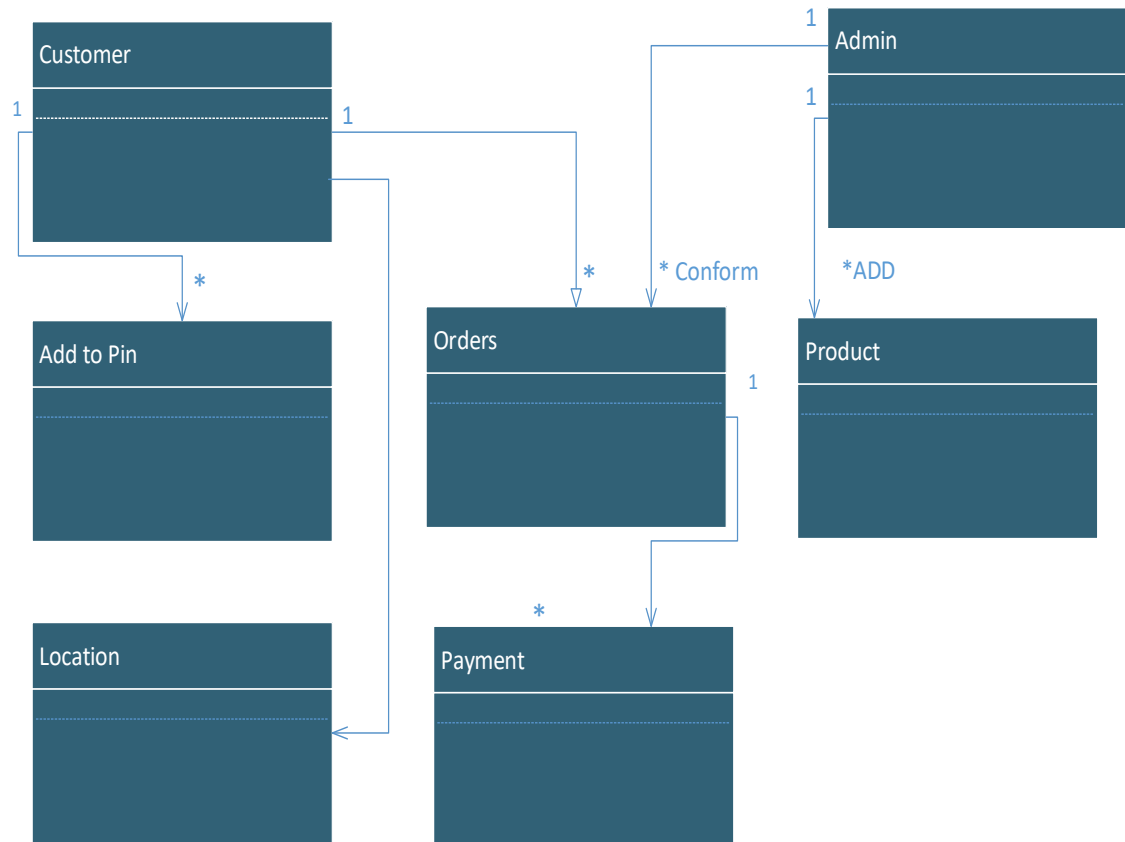 Customer
1
1
*
*
1
Admin
1
* Conform
*ADD
Add to Pin
Orders
1
Product
Location
*
Payment